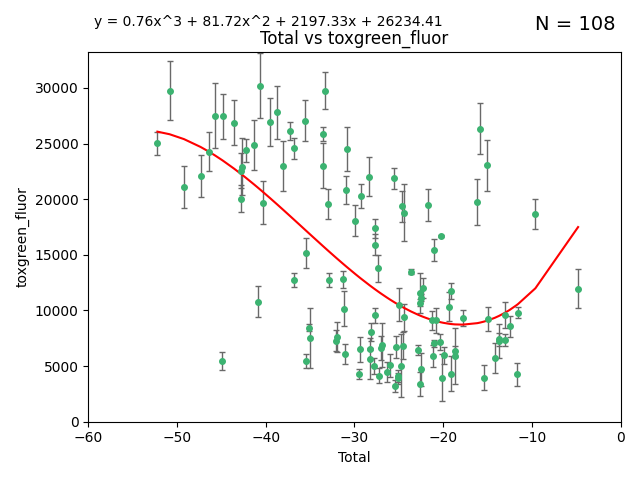 y = 0.76x^3 + 81.72x^2 + 2197.33x + 26234.41
N = 108
Total vs toxgreen_fluor
toxgreen_fluor
30000
25000
20000
15000
10000
5000
0
−60
−50
−40
−30
−20
−10
0
Total